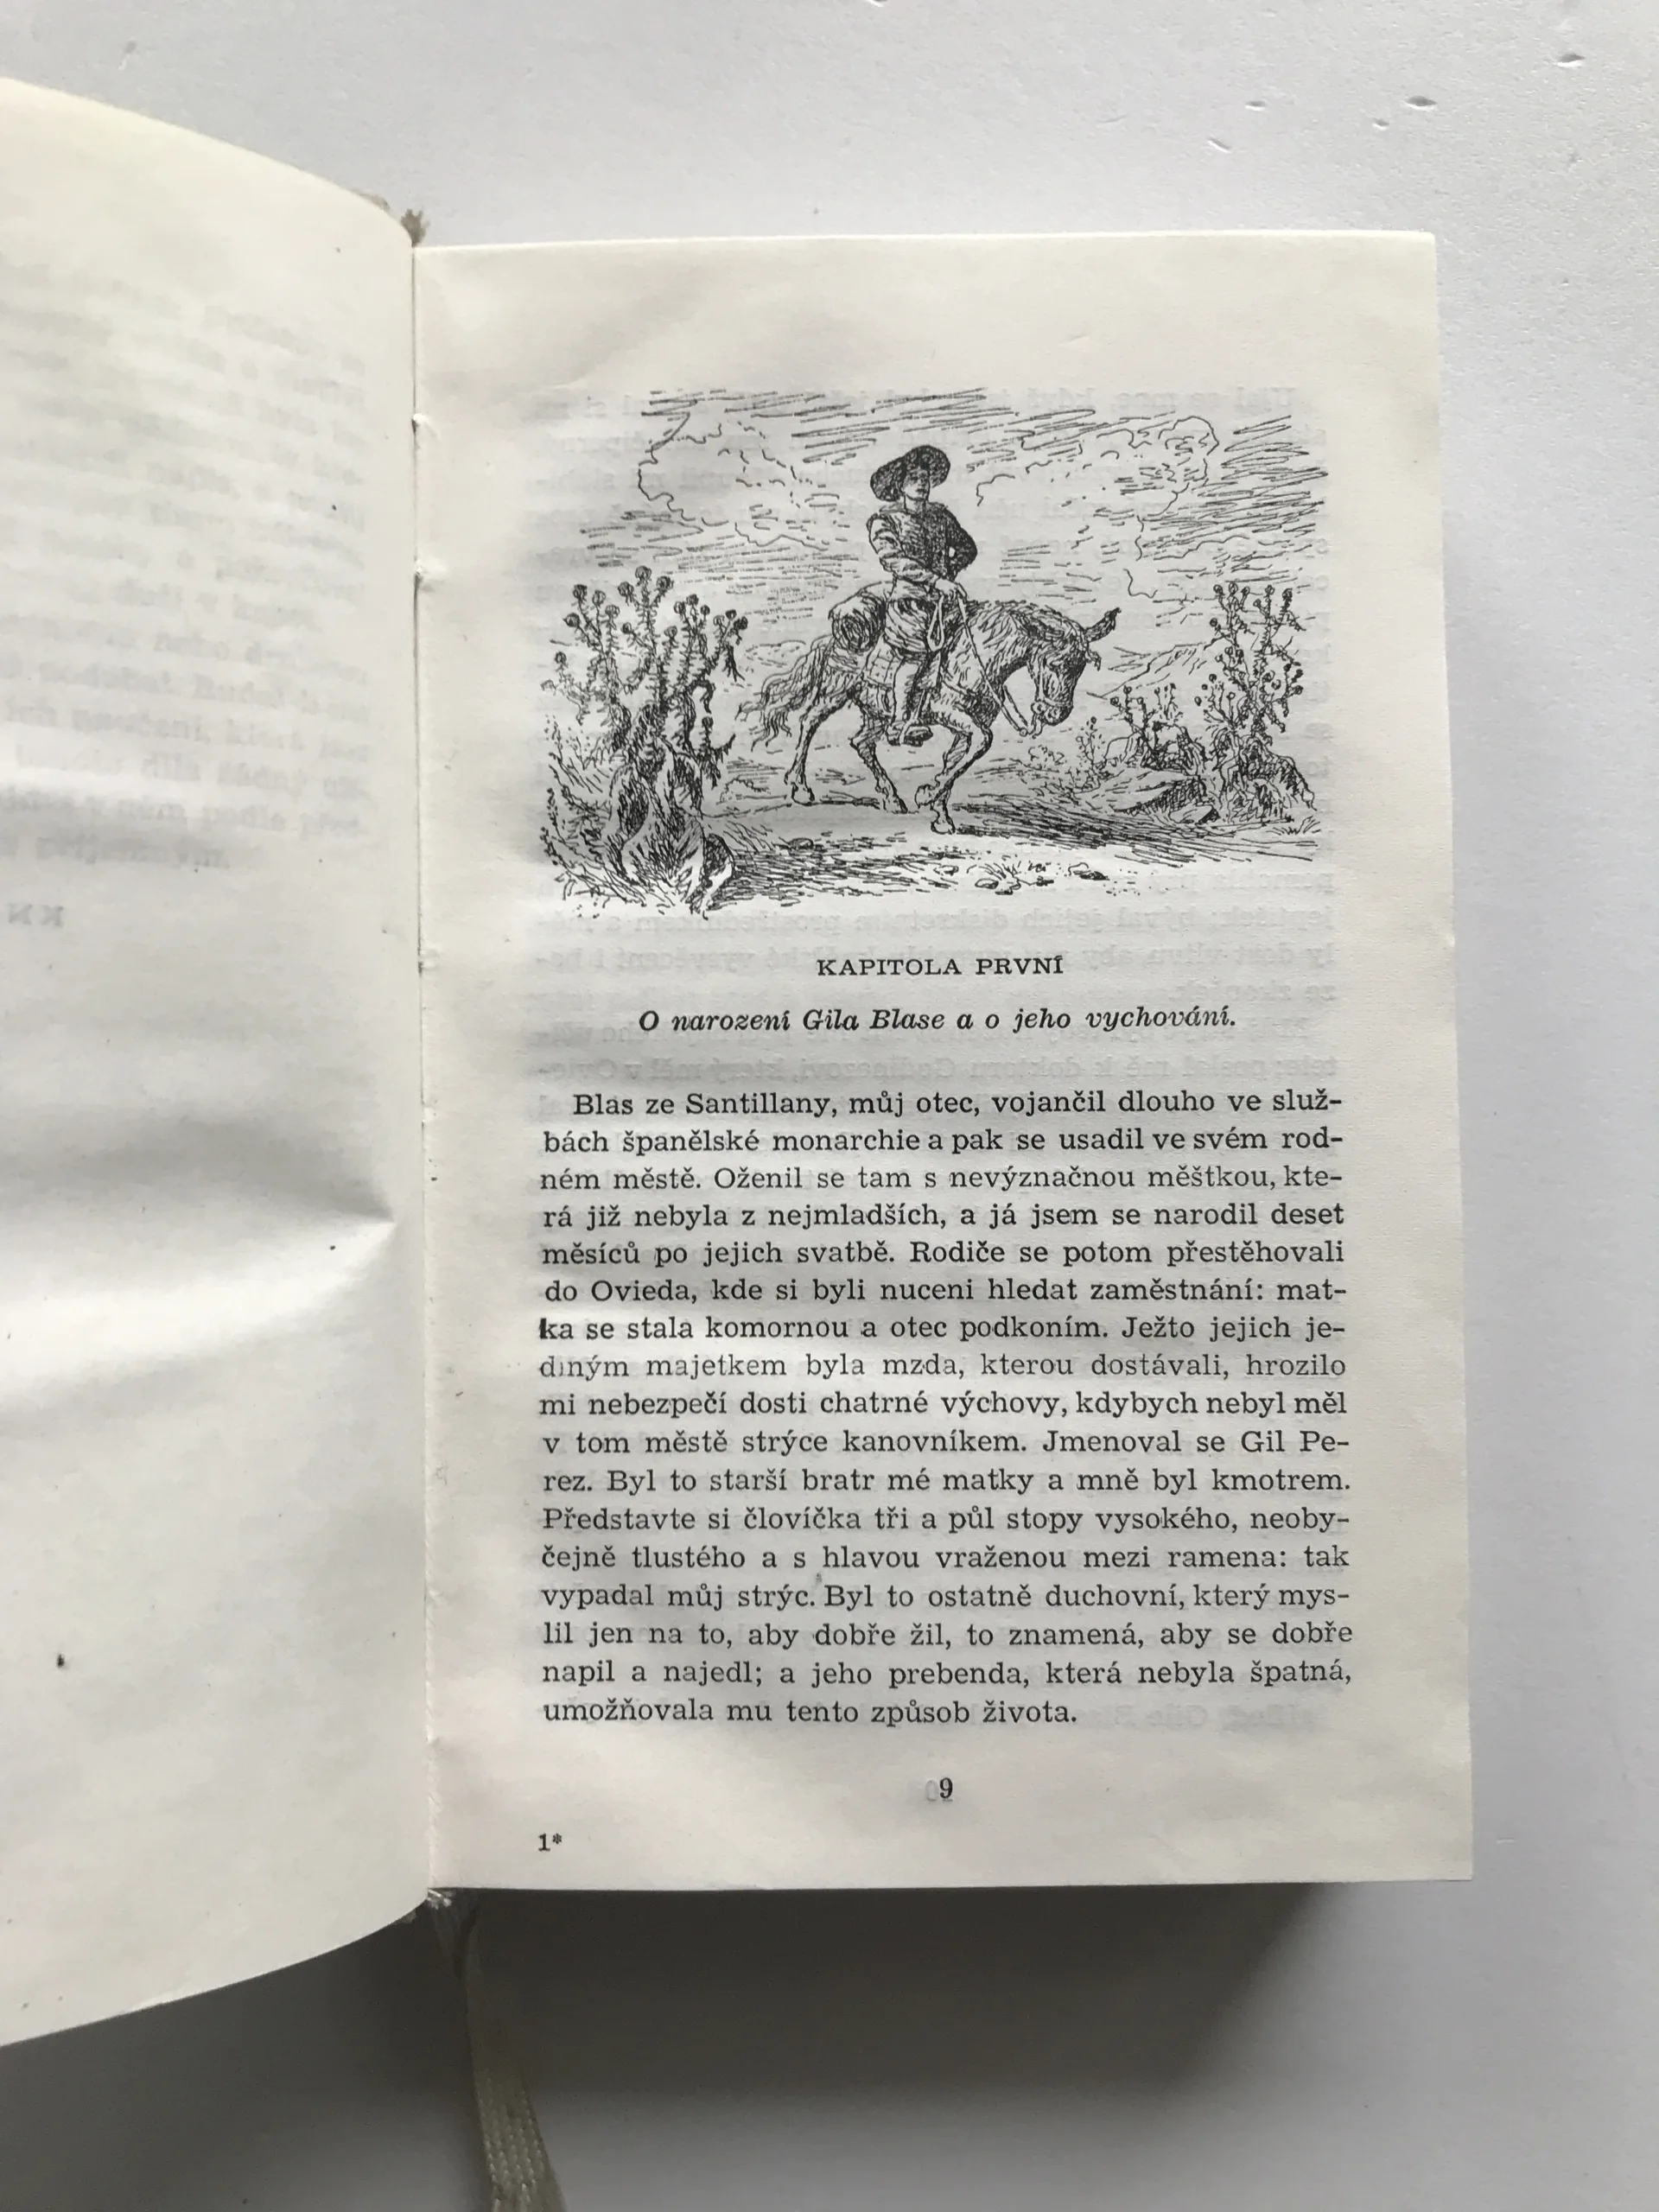 KAPITOLA PRVNÍ
O narození Gila Blase a o jeho vychování.
Blas ze Santillany, můj otec, vojančil dlouho ve služ-
bách španělské monarchie a pak se usadil ve svém rod-
ném městě. Oženil se tam s nevýznačnou měštkou, kte-
rá již nebyla z nejmladších, a já jsem se narodil deset
měsíců po jejich svatbě. Rodiče se potom přestěhovali
do Ovieda, kde si byli nuceni hledat zaměstnání: mat-
ka se stala komornou a otec podkoním. Ježto jejich je-
diným majetkem byla mzda, kterou dostávali, hrozilo
mi nebezpečí dosti chatrné výchovy, kdybych nebyl měl
v tom městě strýce kanovníkem. Jmenoval se Gil Pe-
rez. Byl to starší bratr mé matky a mně byl kmotrem.
Představte si človíčka tři a půl stopy vysokého, neoby-
čejně tlustého a s hlavou vraženou mezi ramena: tak
vypadal můj strýc. Byl to ostatně duchovní, který mys-
lil jen na to, aby dobře žil, to znamená, aby se dobře
napil a najedl; a jeho prebenda, která nebyla špatná,
umožňovala mu tento způsob života.
9
1*